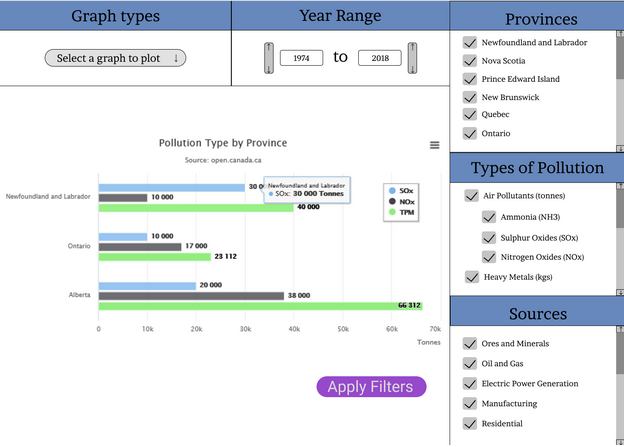 Graph types
Select a graph to plot ↓
Year Range
1974 to 2018
Provinces
Newfoundland and Labrador
Nova Scotia
Prince Edward Island
New Brunswick
Quebec
Ontario
Types of Pollution
Air Pollutants (tonnes)
Ammonia (NH3)
Sulphur Oxides (SOx)
Nitrogen Oxides (NOx)
Heavy Metals (kgs)
Sources
Ores and Minerals
Oil and Gas
Electric Power Generation
Manufacturing
Residential
Pollution Type by Province
Source: open.canada.ca
Newfoundland and Labrador
10 000
40 000
Newfoundland and Labrador
SOx: 30 000 Tonnes
SOx
NOx
TPM
Ontario
10 000
17 000
23 112
Alberta
20 000
38 000
66 312
0 10k 20k 30k 40k 50k 60k 70k
Tonnes
Apply Filters